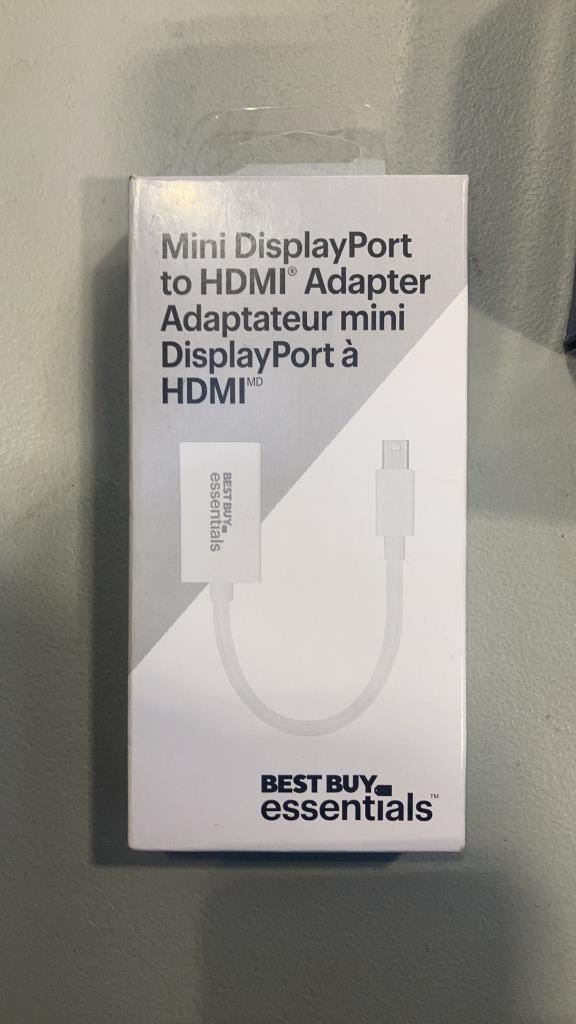 Mini DisplayPort
to HDMI® Adapter
Adaptateur mini
DisplayPort à
HDMI MD
BEST BUY
essentials
BEST BUY
essentials™